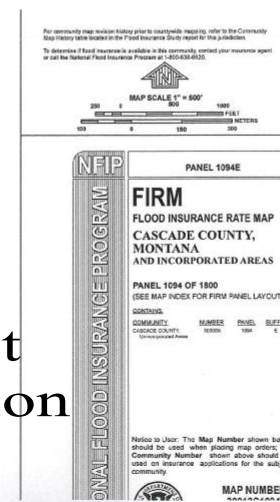 For community map revision history prior to countywide mapping, refer to the Community
Map History table located in the Flood Insurance Study report for this jurisdiction.
To determine if flood insurance is available in this community, contact your insurance agent
or call the National Flood Insurance Program at 1-800-638-6620.
MAP SCALE 1" = 500'
250 0 500 1000
FEET
METERS
150 0 150 300
NFIP
ONAL FLOOD INSURANCE PROGRAM
PANEL 1094E
FIRM
FLOOD INSURANCE RATE MAP
CASCADE COUNTY,
MONTANA
AND INCORPORATED AREAS
PANEL 1094 OF 1800
(SEE MAP INDEX FOR FIRM PANEL LAYOUT
CONTAINS:
COMMUNITY NUMBER PANEL SUFF
CASCADE COUNTY, 1094 E
Unincorporated Areas
t
on
Notice to User: The Map Number shown be
should be used when placing map orders;
Community Number shown above should
used on insurance applications for the sub
community.
MAP NUMBE